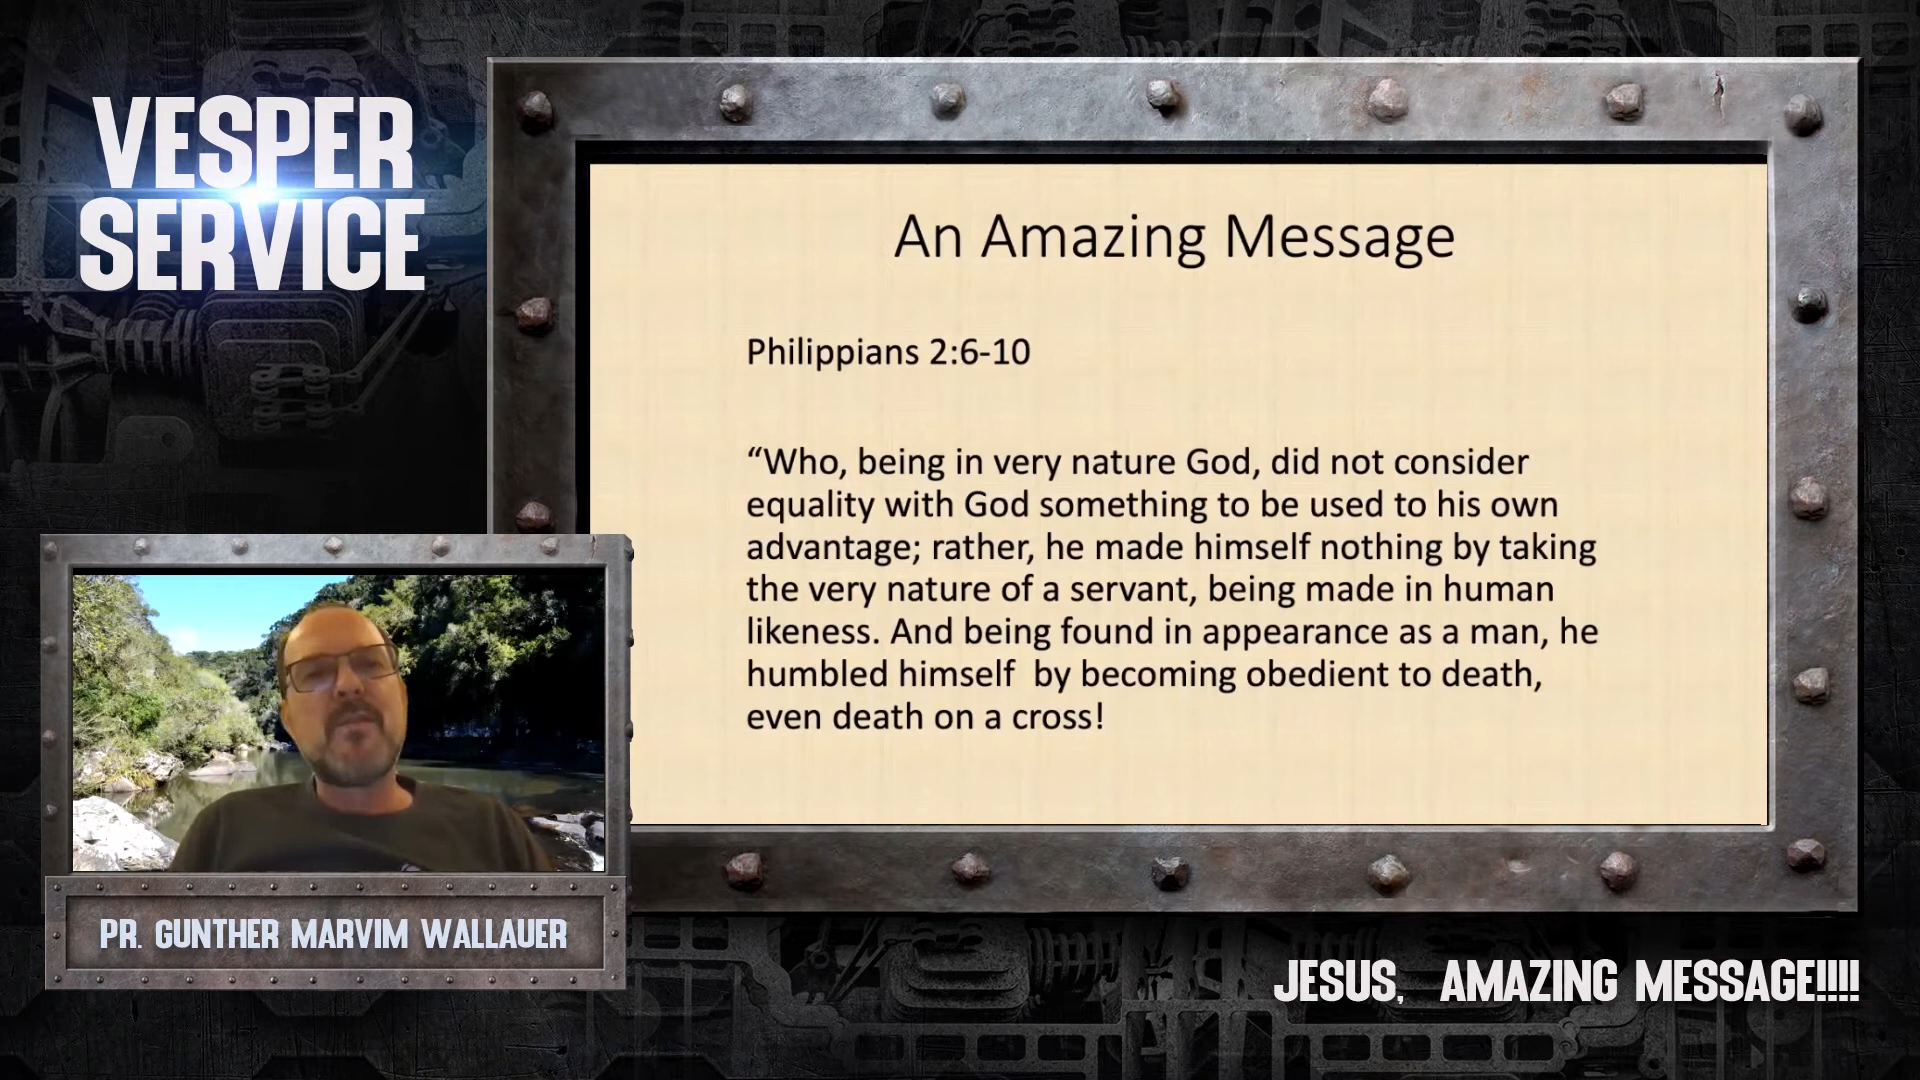 VESPER
SERVICE
An Amazing Message
Philippians 2:6-10
“Who, being in very nature God, did not consider
equality with God something to be used to his own
advantage; rather, he made himself nothing by taking
the very nature of a servant, being made in human
likeness. And being found in appearance as a man, he
humbled himself  by becoming obedient to death,
even death on a cross!
PR. GUNTHER MARVIM WALLAUER
JESUS,  AMAZING MESSAGE!!!!